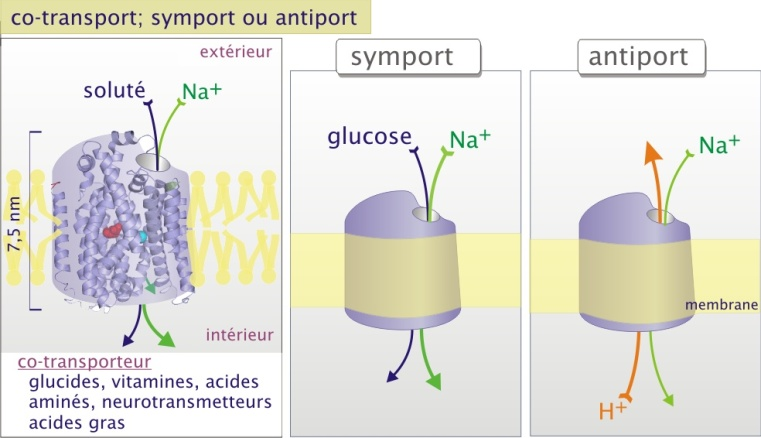 co-transport; symport ou antiport
extérieur
soluté
Na+
7,5 nm
intérieur
co-transporteur
glucides, vitamines, acides
aminés, neurotransmetteurs
acides gras
symport
glucose
Na+
antiport
Na+
membrane
H+